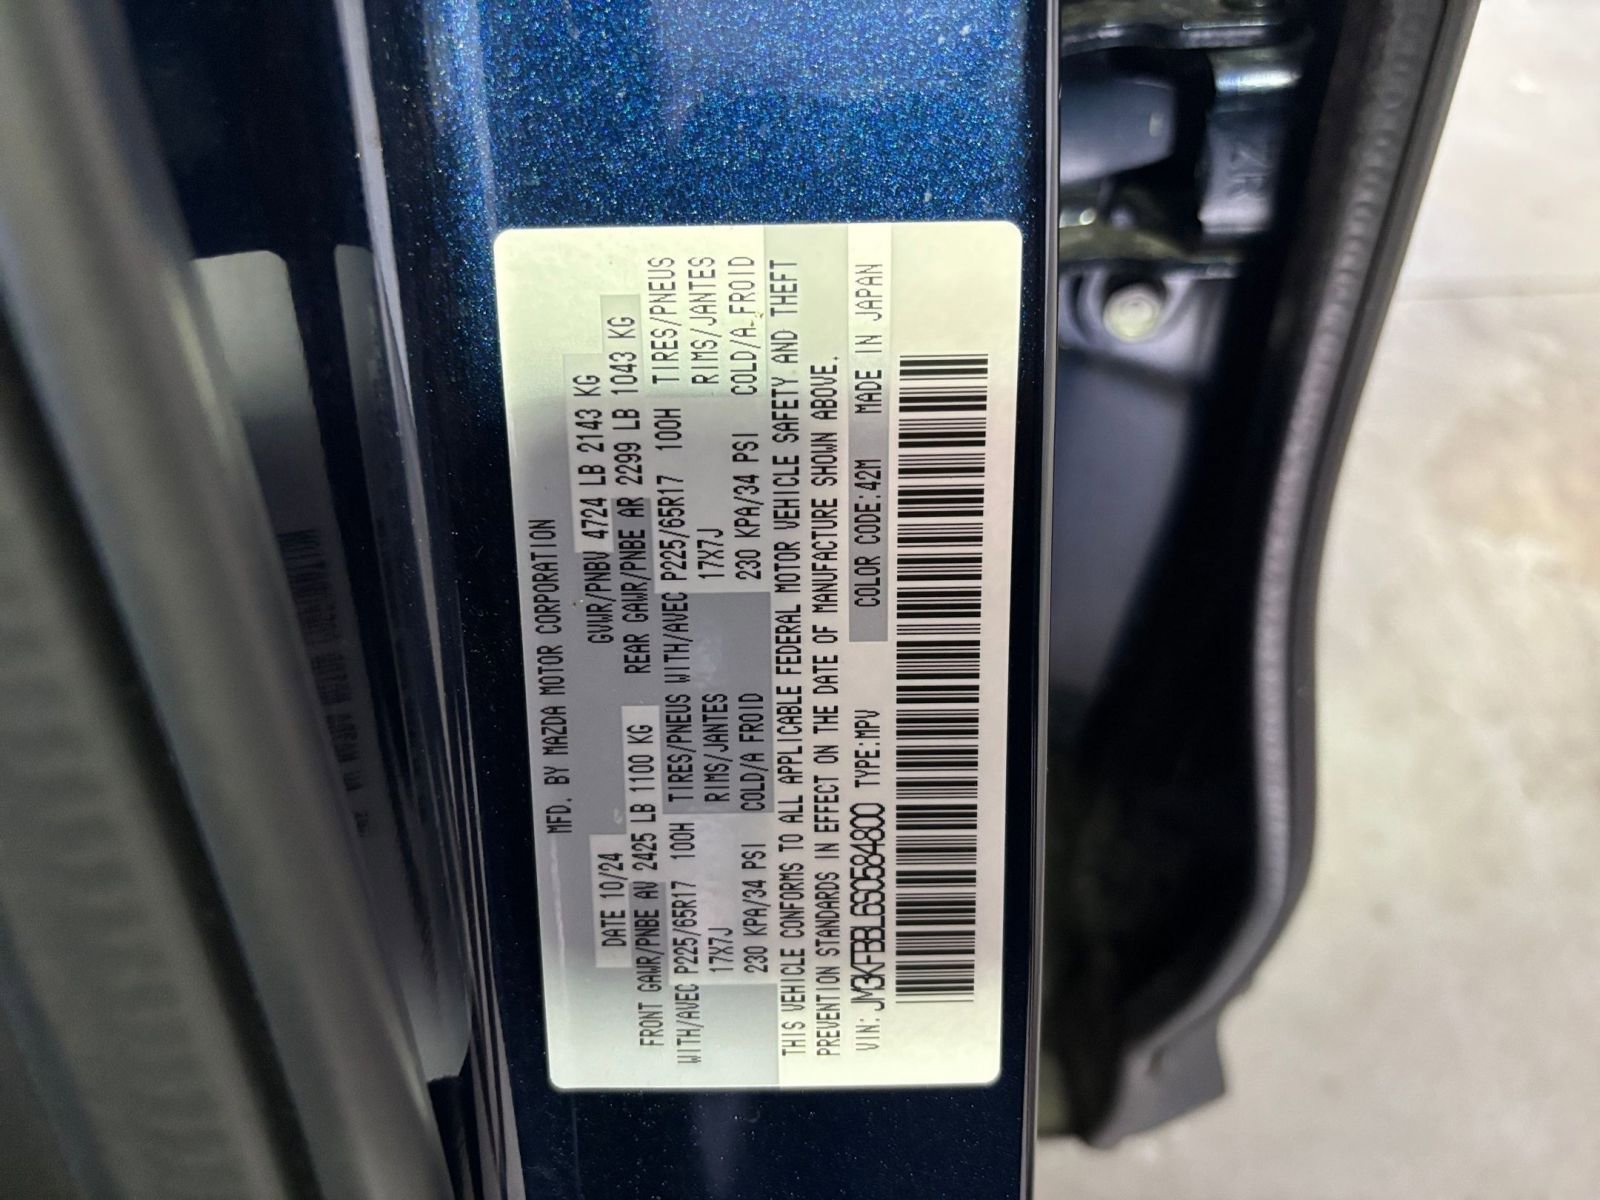 MFD. BY MAZDA MOTOR CORPORATION
DATE 10/24 GVWR/PNBV 4724 LB 2143 KG
FRONT GAWR/PNBE AV 2425 LB 1100 KG REAR GAWR/PNBE AR 2299 LB 1043 KG
WITH/AVEC P225/65R17 100H TIRES/PNEUS WITH/AVEC P225/65R17 100H TIRES/PNEUS
17X7J RIMS/JANTES 17X7J RIMS/JANTES
230 KPA/34 PSI COLD/A FROID 230 KPA/34 PSI COLD/A FROID
THIS VEHICLE CONFORMS TO ALL APPLICABLE FEDERAL MOTOR VEHICLE SAFETY AND THEFT
PREVENTION STANDARDS IN EFFECT ON THE DATE OF MANUFACTURE SHOWN ABOVE.
VIN: JM3KFBBL6S0584800 TYPE:MPV COLOR CODE:42M MADE IN JAPAN